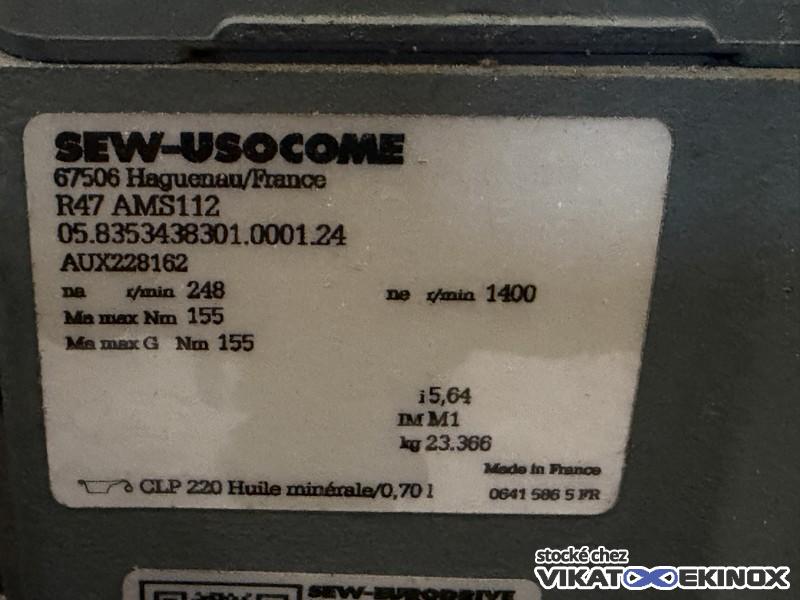 SEW-USOCOME
67506 Haguenau/France
R47 AMS112
05.8353438301.0001.24
AUX228162
na r/min 248 ne r/min 1400
Ma max Nm 155
Ma max G Nm 155
i 5,64
IM M1
kg 23.366
Made in France
CLP 220 Huile minérale/0,70 l 0641 586 5 FR
SEW-EURODRIVE
stocké chez
VIKATOO EKINOX